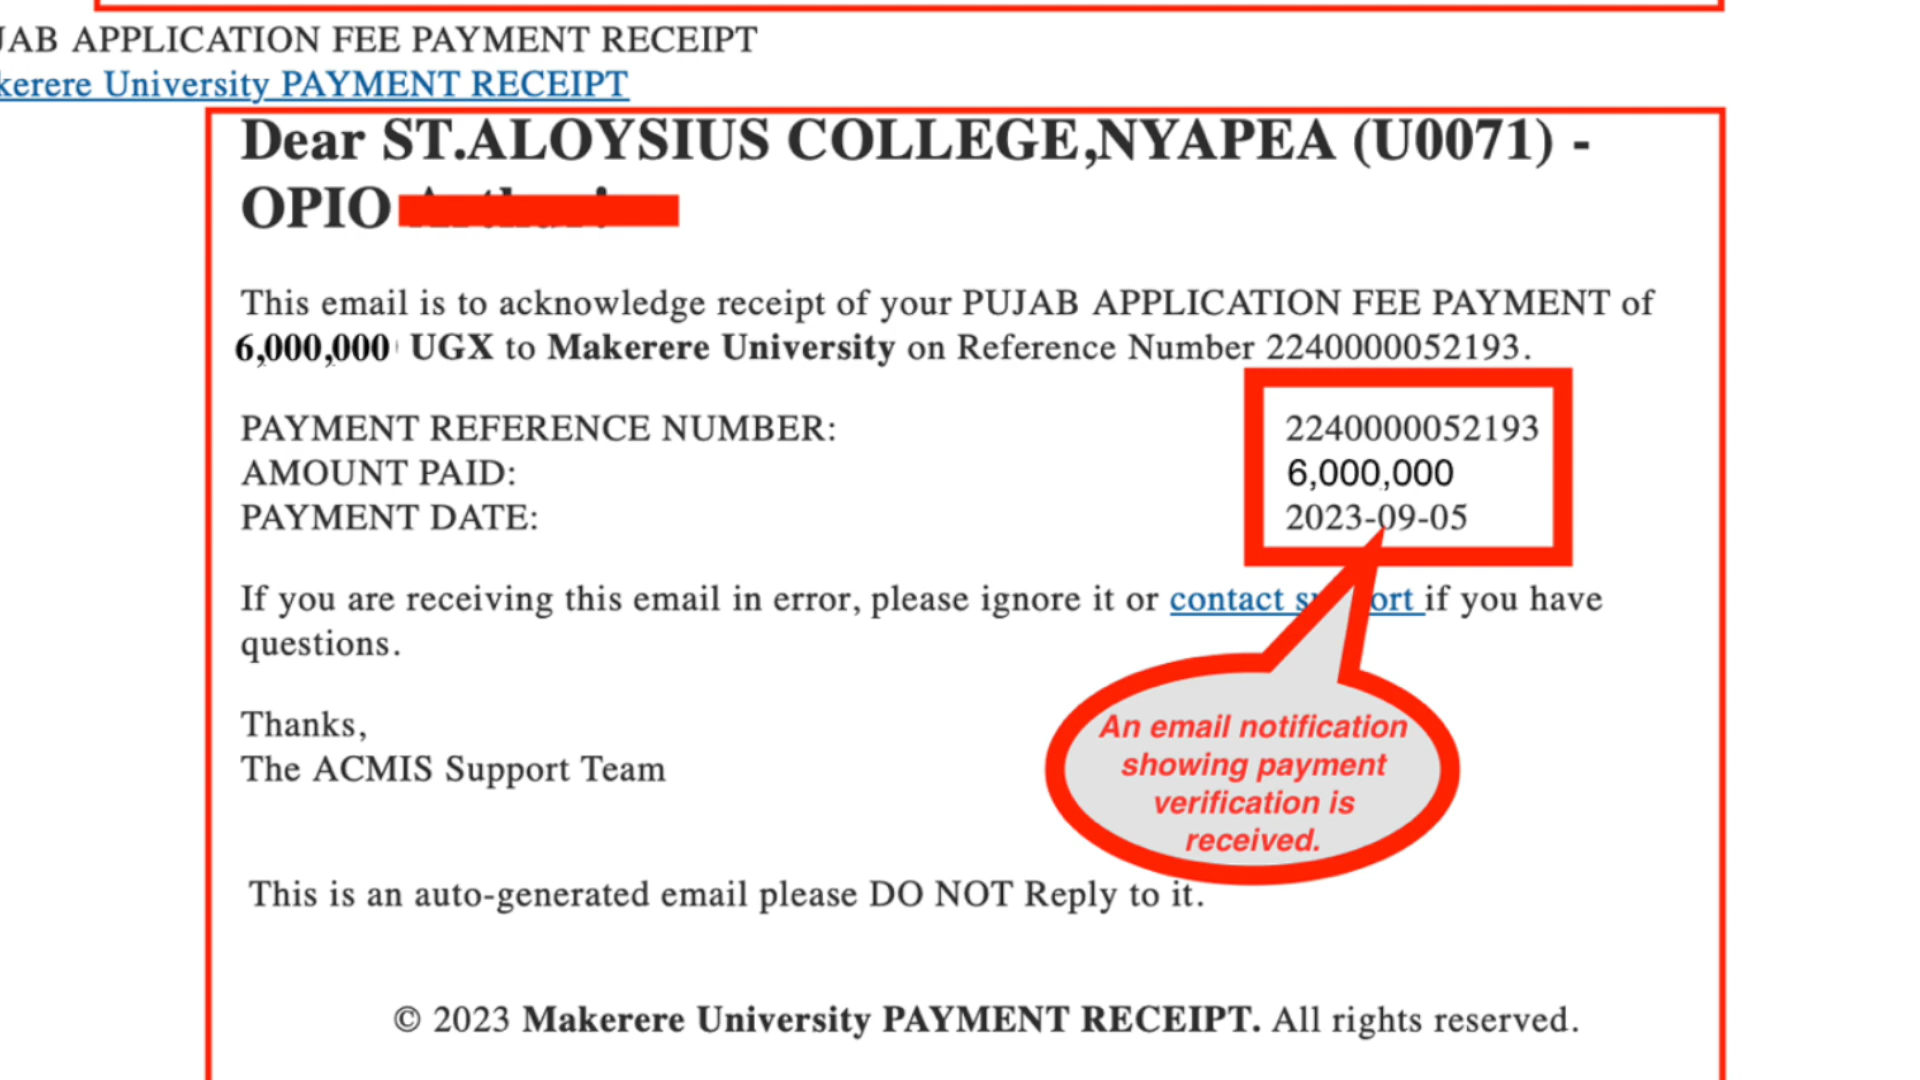 JAB APPLICATION FEE PAYMENT RECEIPT
kerere University PAYMENT RECEIPT
Dear ST.ALOYSIUS COLLEGE,NYAPEA (U0071) -
OPIO
This email is to acknowledge receipt of your PUJAB APPLICATION FEE PAYMENT of
6,000,000 UGX to Makerere University on Reference Number 2240000052193.
PAYMENT REFERENCE NUMBER: 2240000052193
AMOUNT PAID: 6,000,000
PAYMENT DATE: 2023-09-05
If you are receiving this email in error, please ignore it or contact support if you have
questions.
Thanks,
The ACMIS Support Team
An email notification
showing payment
verification is
received.
This is an auto-generated email please DO NOT Reply to it.
© 2023 Makerere University PAYMENT RECEIPT. All rights reserved.